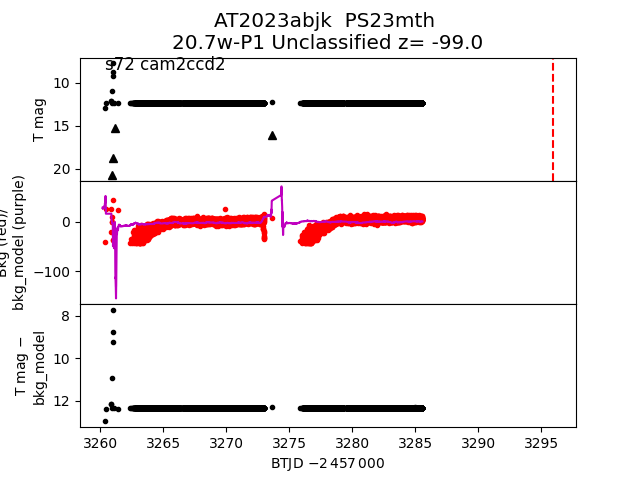 AT2023abjk  PS23mth
20.7w-P1 Unclassified z= -99.0
s72 cam2ccd2
T mag
10
15
20
Bkg (red)/
bkg_model (purple)
0
−100
T mag −
bkg_model
8
10
12
3260 3265 3270 3275 3280 3285 3290 3295
BTJD −2 457 000